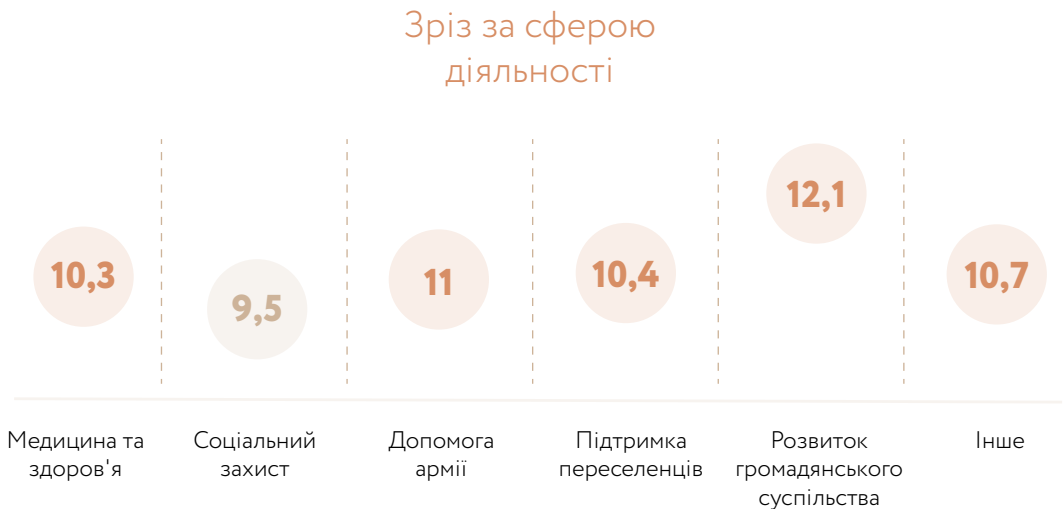 Зріз за сферою
діяльності
10,3
9,5
11
10,4
12,1
10,7
Медицина та
здоров'я
Соціальний
захист
Допомога
армії
Підтримка
переселенців
Розвиток
громадянського
суспільства
Інше